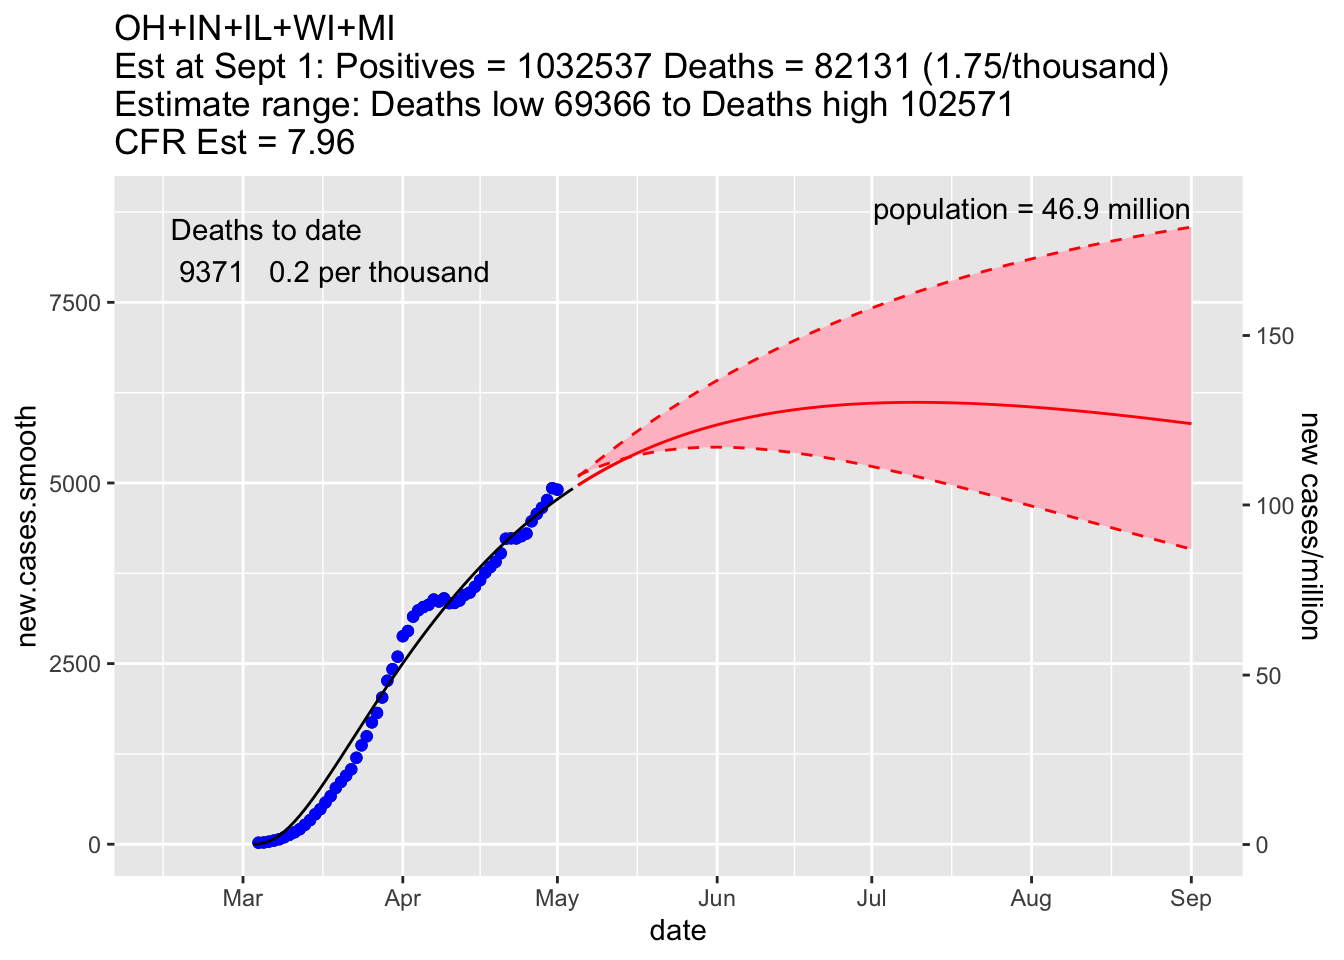 OH+IN+IL+WI+MI
Est at Sept 1: Positives = 1032537 Deaths = 82131 (1.75/thousand)
Estimate range: Deaths low 69366 to Deaths high 102571
CFR Est = 7.96
population = 46.9 million
Deaths to date
9371 0.2 per thousand
new.cases.smooth
7500
5000
2500
0
150
100
50
0
new cases/million
Mar Apr May Jun Jul Aug Sep
date